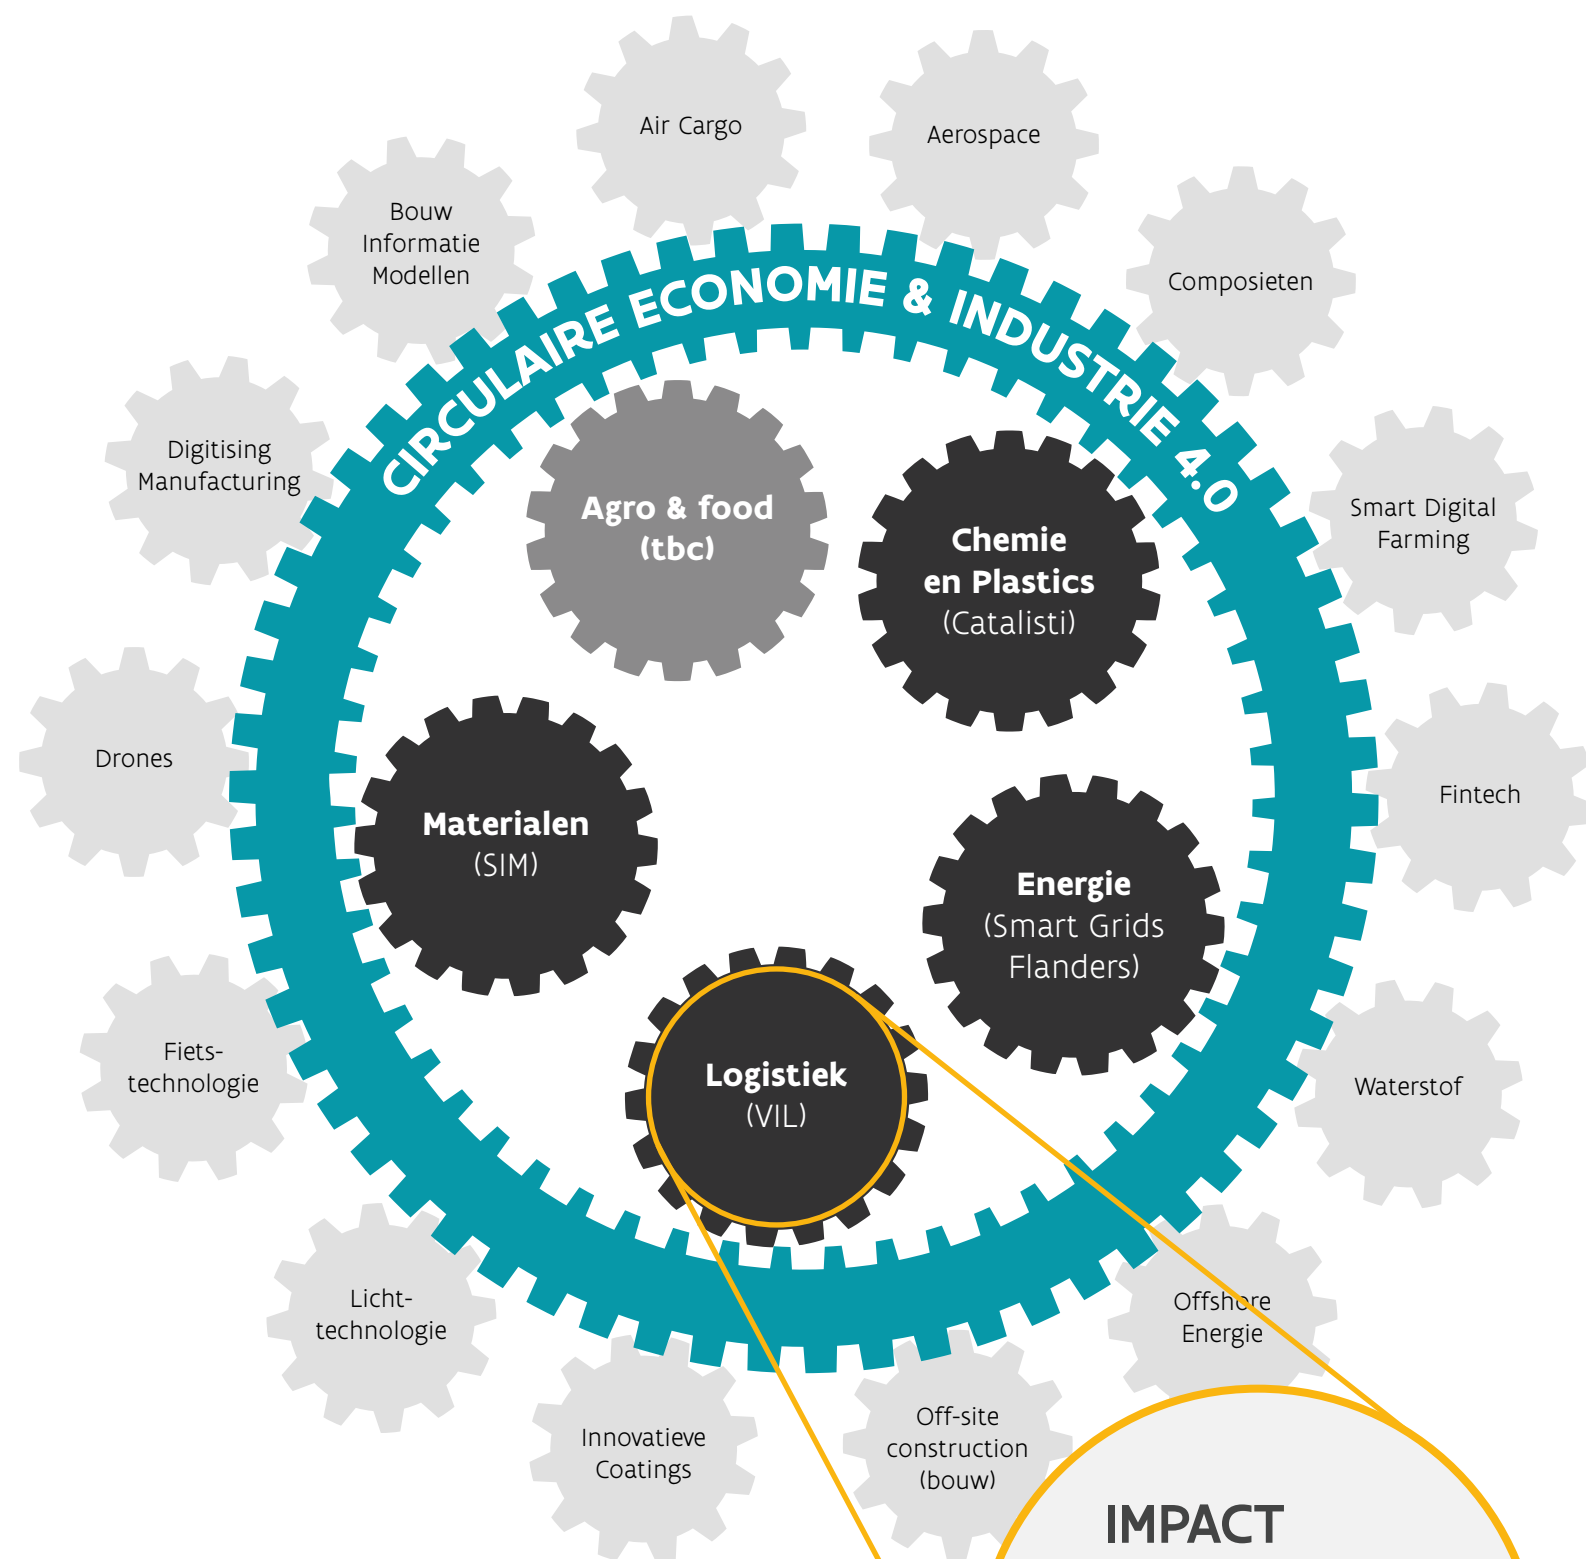 Air Cargo
Aerospace
Bouw
Informatie
Modellen
Composieten
CIRCULAIRE ECONOMIE & INDUSTRIE 4.0
Digitising
Manufacturing
Agro & food
(tbc)
Chemie
en Plastics
(Catalisti)
Smart Digital
Farming
Drones
Materialen
(SIM)
Fintech
Energie
(Smart Grids
Flanders)
Fiets-
technologie
Logistiek
(VIL)
Waterstof
Licht-
technologie
Offshore
Energie
Innovatieve
Coatings
Off-site
construction
(bouw)
IMPACT